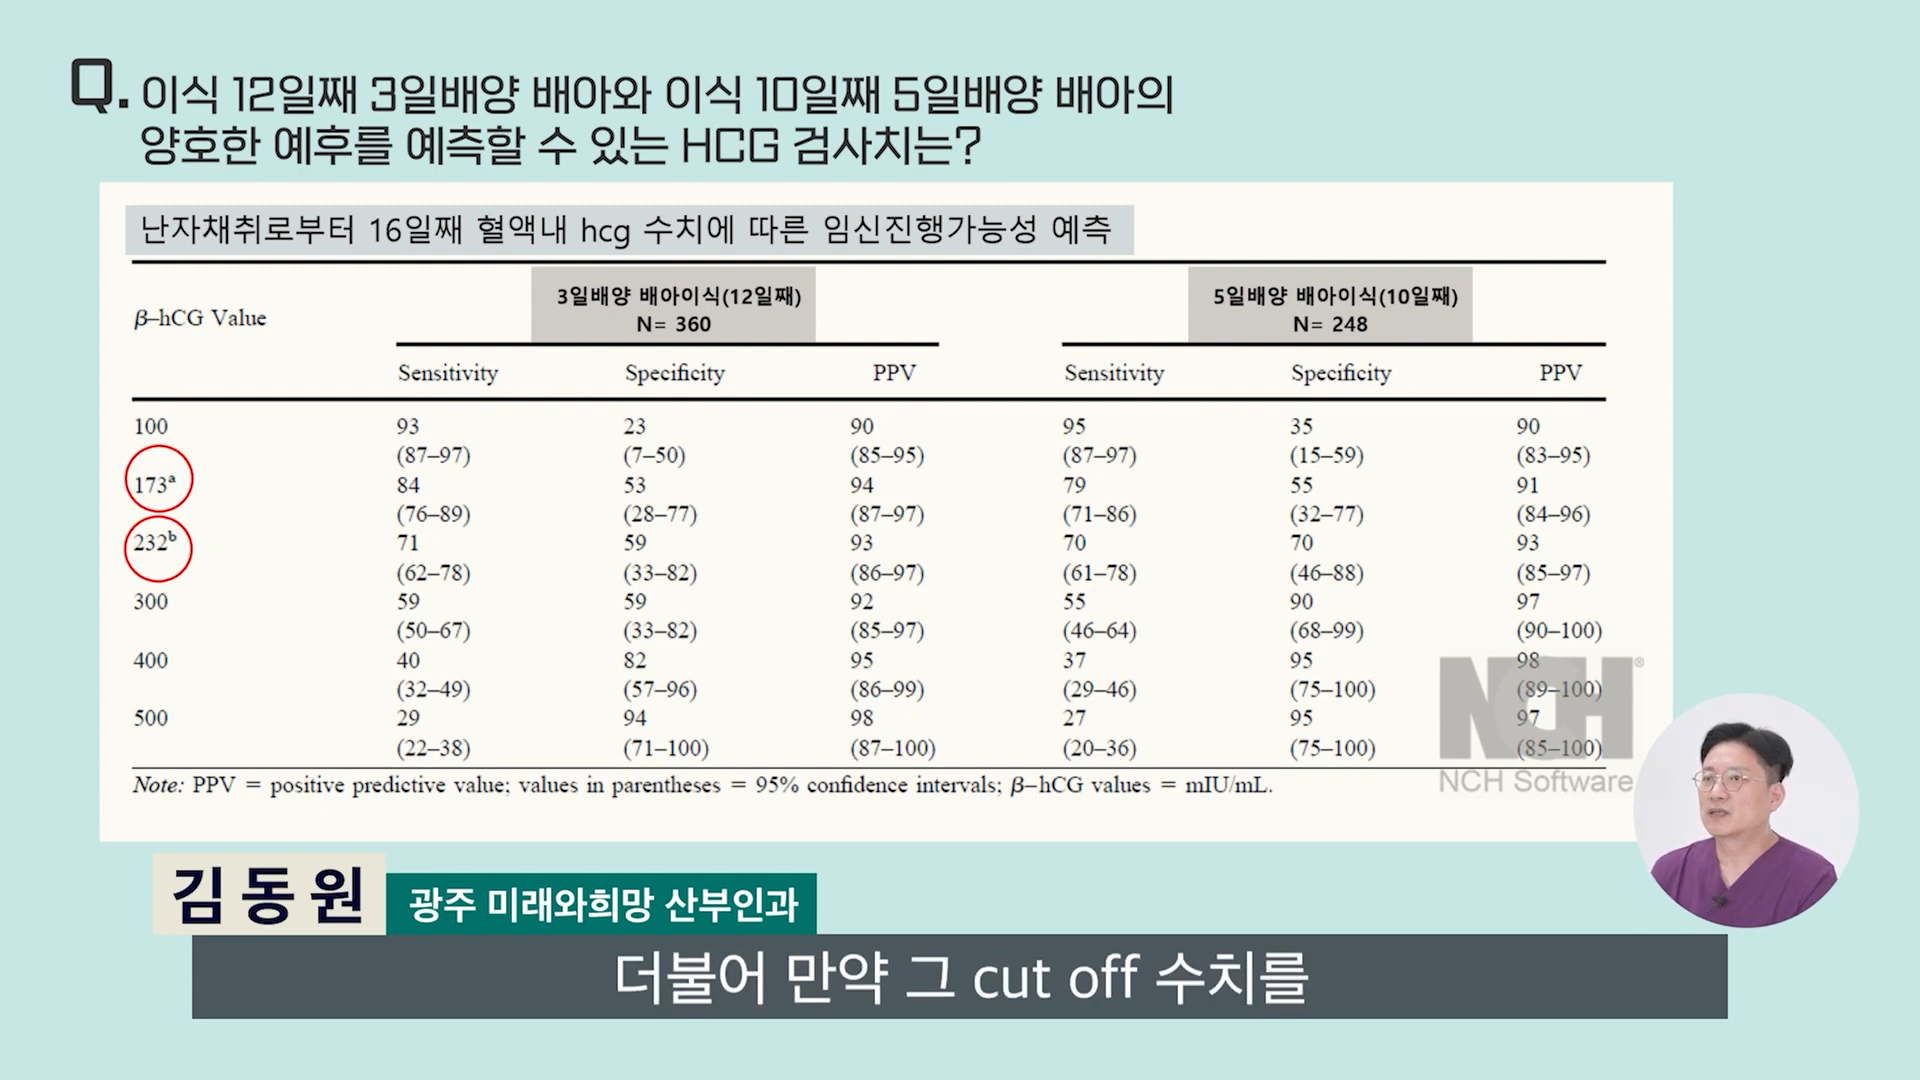 Q. 이식 12일째 3일배양 배아와 이식 10일째 5일배양 배아의
양호한 예후를 예측할 수 있는 HCG 검사치는?
난자채취로부터 16일째 혈액내 hcg 수치에 따른 임신진행가능성 예측
β–hCG Value
3일배양 배아이식(12일째)
N= 360
5일배양 배아이식(10일째)
N= 248
Sensitivity Specificity PPV Sensitivity Specificity PPV
100 93 23 90 95 35 90
(87–97) (7–50) (85–95) (87–97) (15–59) (83–95)
173ᵃ 84 53 94 79 55 91
(76–89) (28–77) (87–97) (71–86) (32–77) (84–96)
232ᵇ 71 59 93 70 70 93
(62–78) (33–82) (86–97) (61–78) (46–88) (85–97)
300 59 59 92 55 90 97
(50–67) (33–82) (85–97) (46–64) (68–99) (90–100)
400 40 82 95 37 95 98
(32–49) (57–96) (86–99) (29–46) (75–100) (89–100)
500 29 94 98 27 95 97
(22–38) (71–100) (87–100) (20–36) (75–100) (85–100)
Note: PPV = positive predictive value; values in parentheses = 95% confidence intervals; β–hCG values = mIU/mL.
NCH®
NCH Software
김동원
광주 미래와희망 산부인과
더불어 만약 그 cut off 수치를